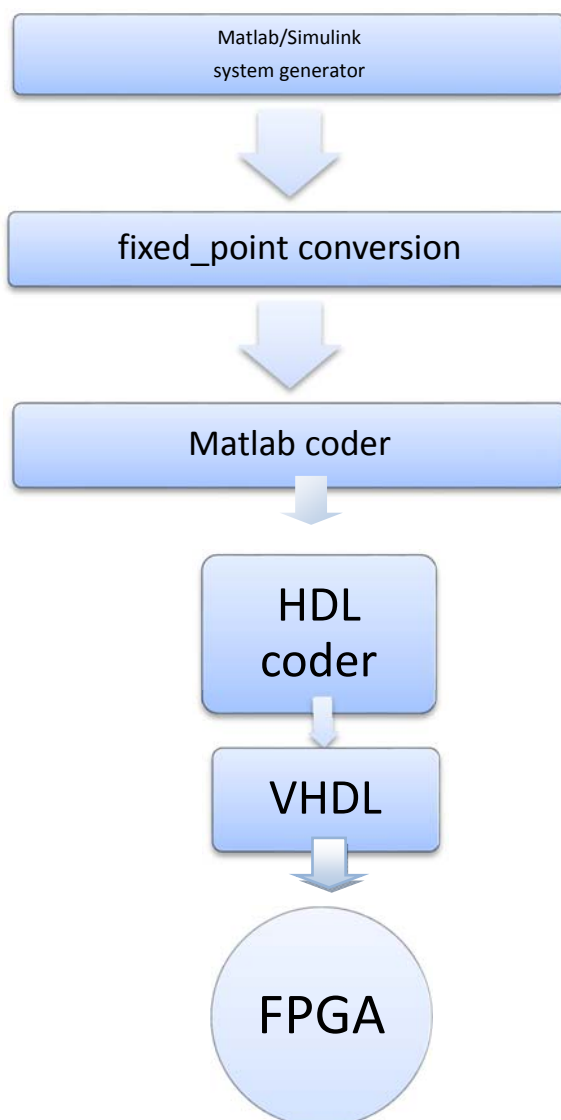 Matlab/Simulink
system generator
fixed_point conversion
Matlab coder
HDL
coder
VHDL
FPGA